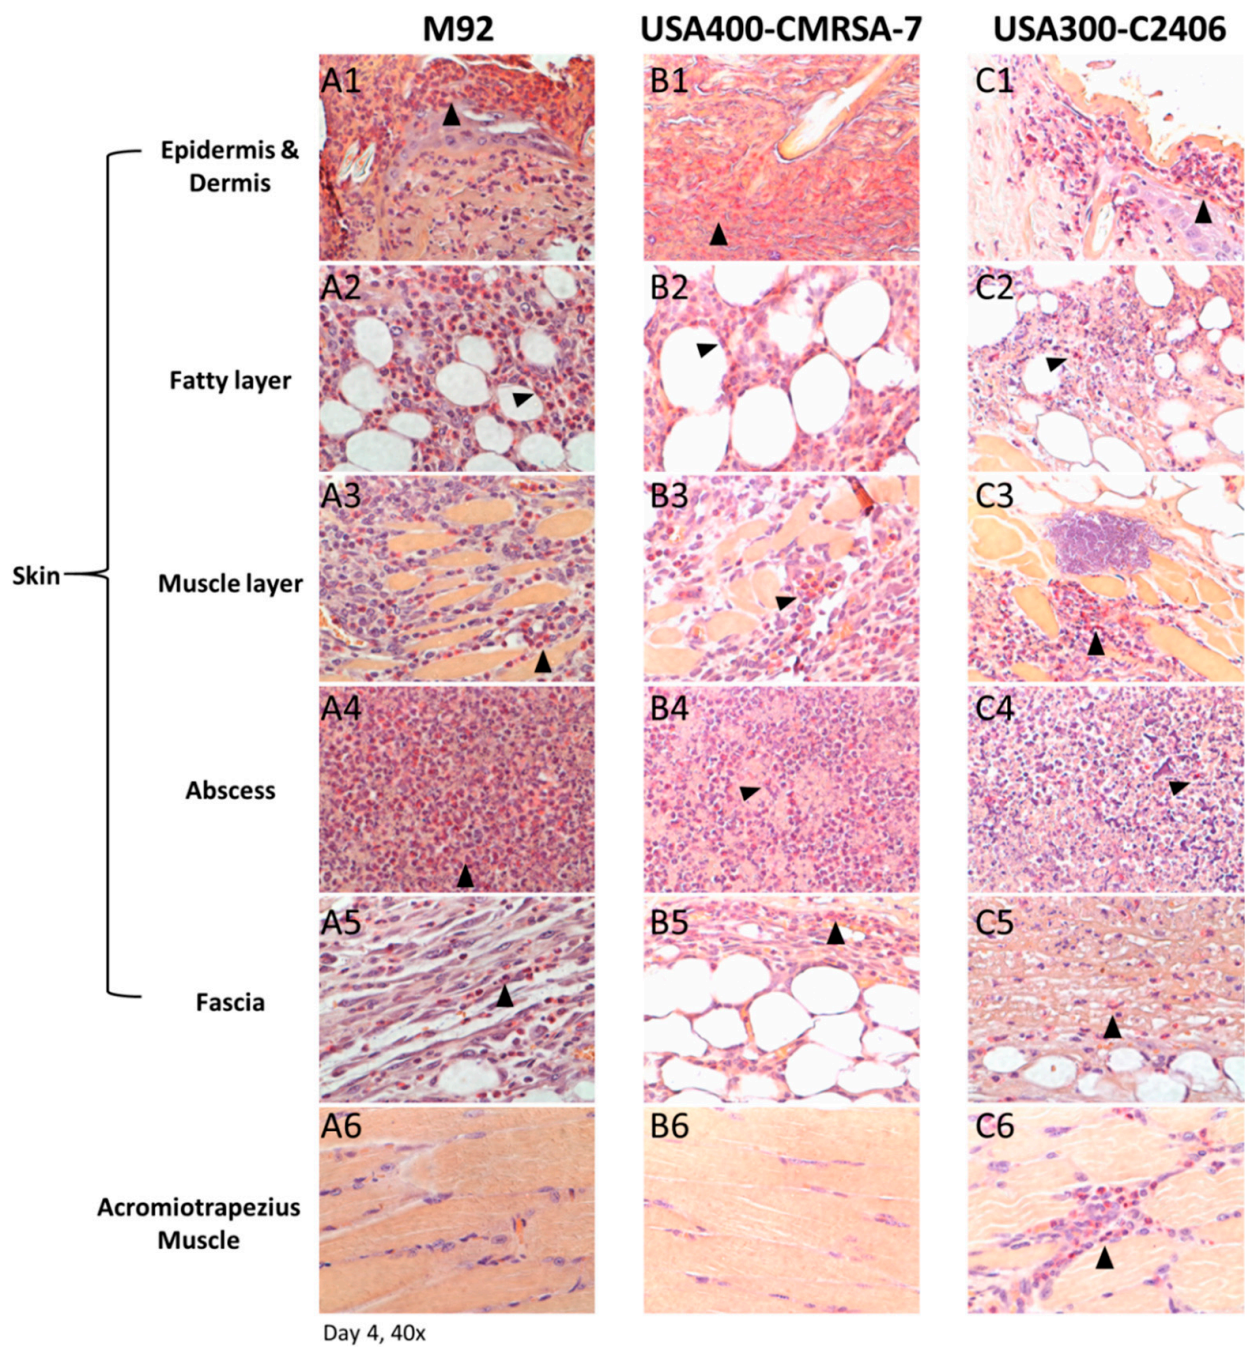 M92 USA400-CMRSA-7 USA300-C2406
A1 B1 C1
Epidermis &
Dermis
A2 B2 C2
Fatty layer
A3 B3 C3
Skin
Muscle layer
A4 B4 C4
Abscess
A5 B5 C5
Fascia
A6 B6 C6
Acromiotrapezius
Muscle
Day 4, 40x